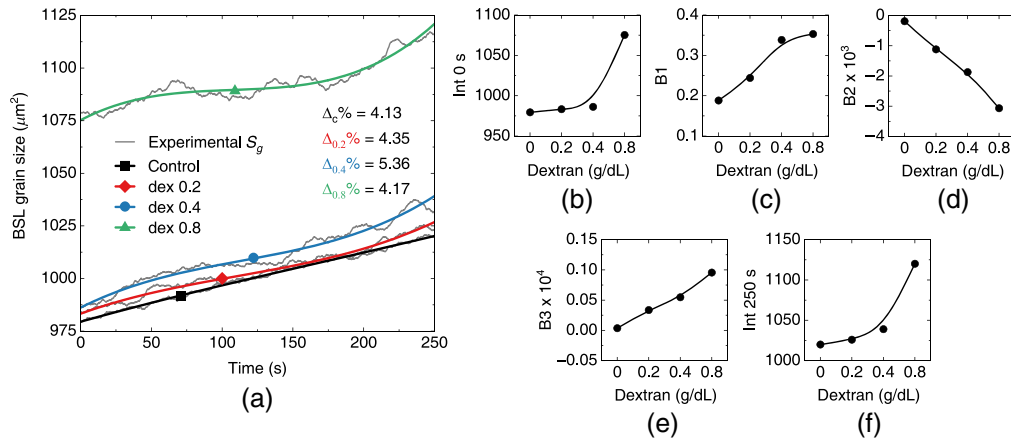 BSL grain size (μm²)
1125
1100
1075
1050
1025
1000
975
Experimental Sg
Control
dex 0.2
dex 0.4
dex 0.8
Δc% = 4.13
Δ0.2% = 4.35
Δ0.4% = 5.36
Δ0.8% = 4.17
0 50 100 150 200 250
Time (s)
(a)
Int 0 s
1100
1050
1000
950
0 0.2 0.4 0.8
Dextran (g/dL)
(b)
B1
0.4
0.3
0.2
0.1
0 0.2 0.4 0.8
Dextran (g/dL)
(c)
B2 x 10³
0
−1
−2
−3
−4
0 0.2 0.4 0.8
Dextran (g/dL)
(d)
B3 x 10⁴
0.15
0.10
0.05
0.00
−0.05
0 0.2 0.4 0.8
Dextran (g/dL)
(e)
Int 250 s
1150
1100
1050
1000
0 0.2 0.4 0.8
Dextran (g/dL)
(f)